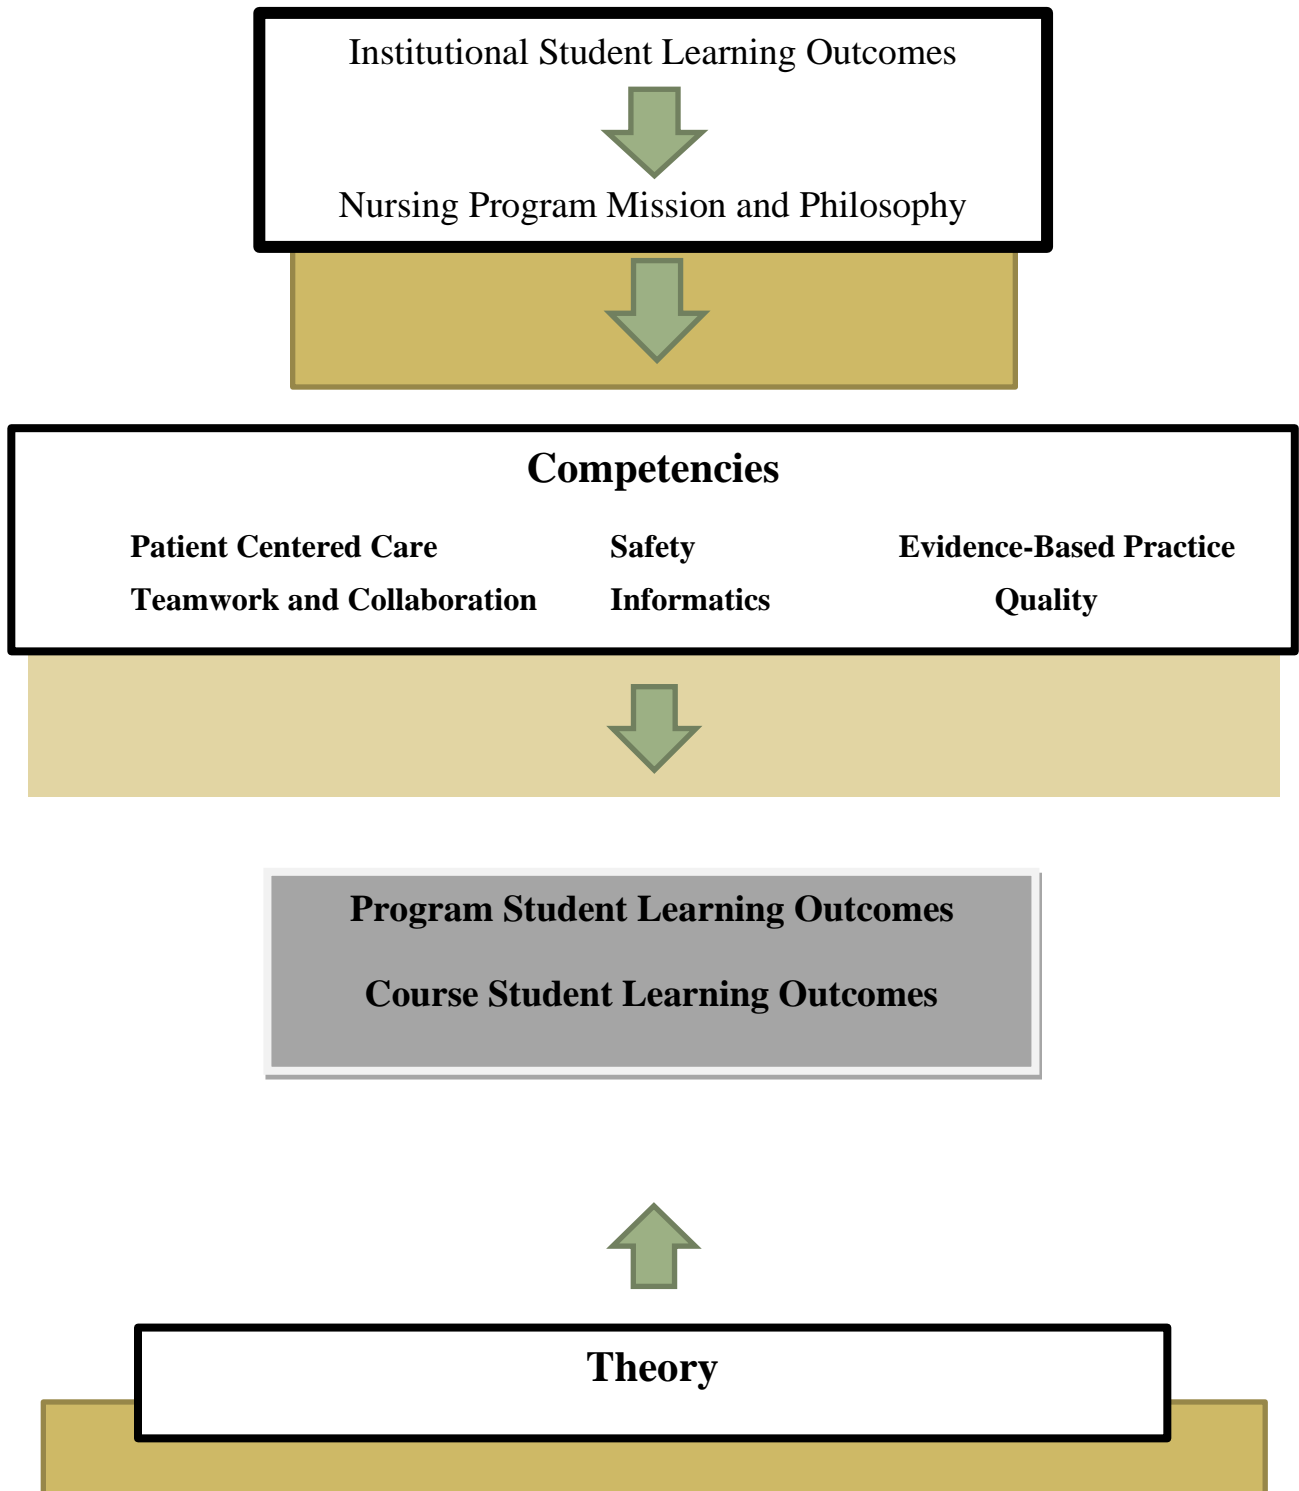 Institutional Student Learning Outcomes
Nursing Program Mission and Philosophy
Competencies
Patient Centered Care Safety Evidence-Based Practice
Teamwork and Collaboration Informatics Quality
Program Student Learning Outcomes
Course Student Learning Outcomes
Theory